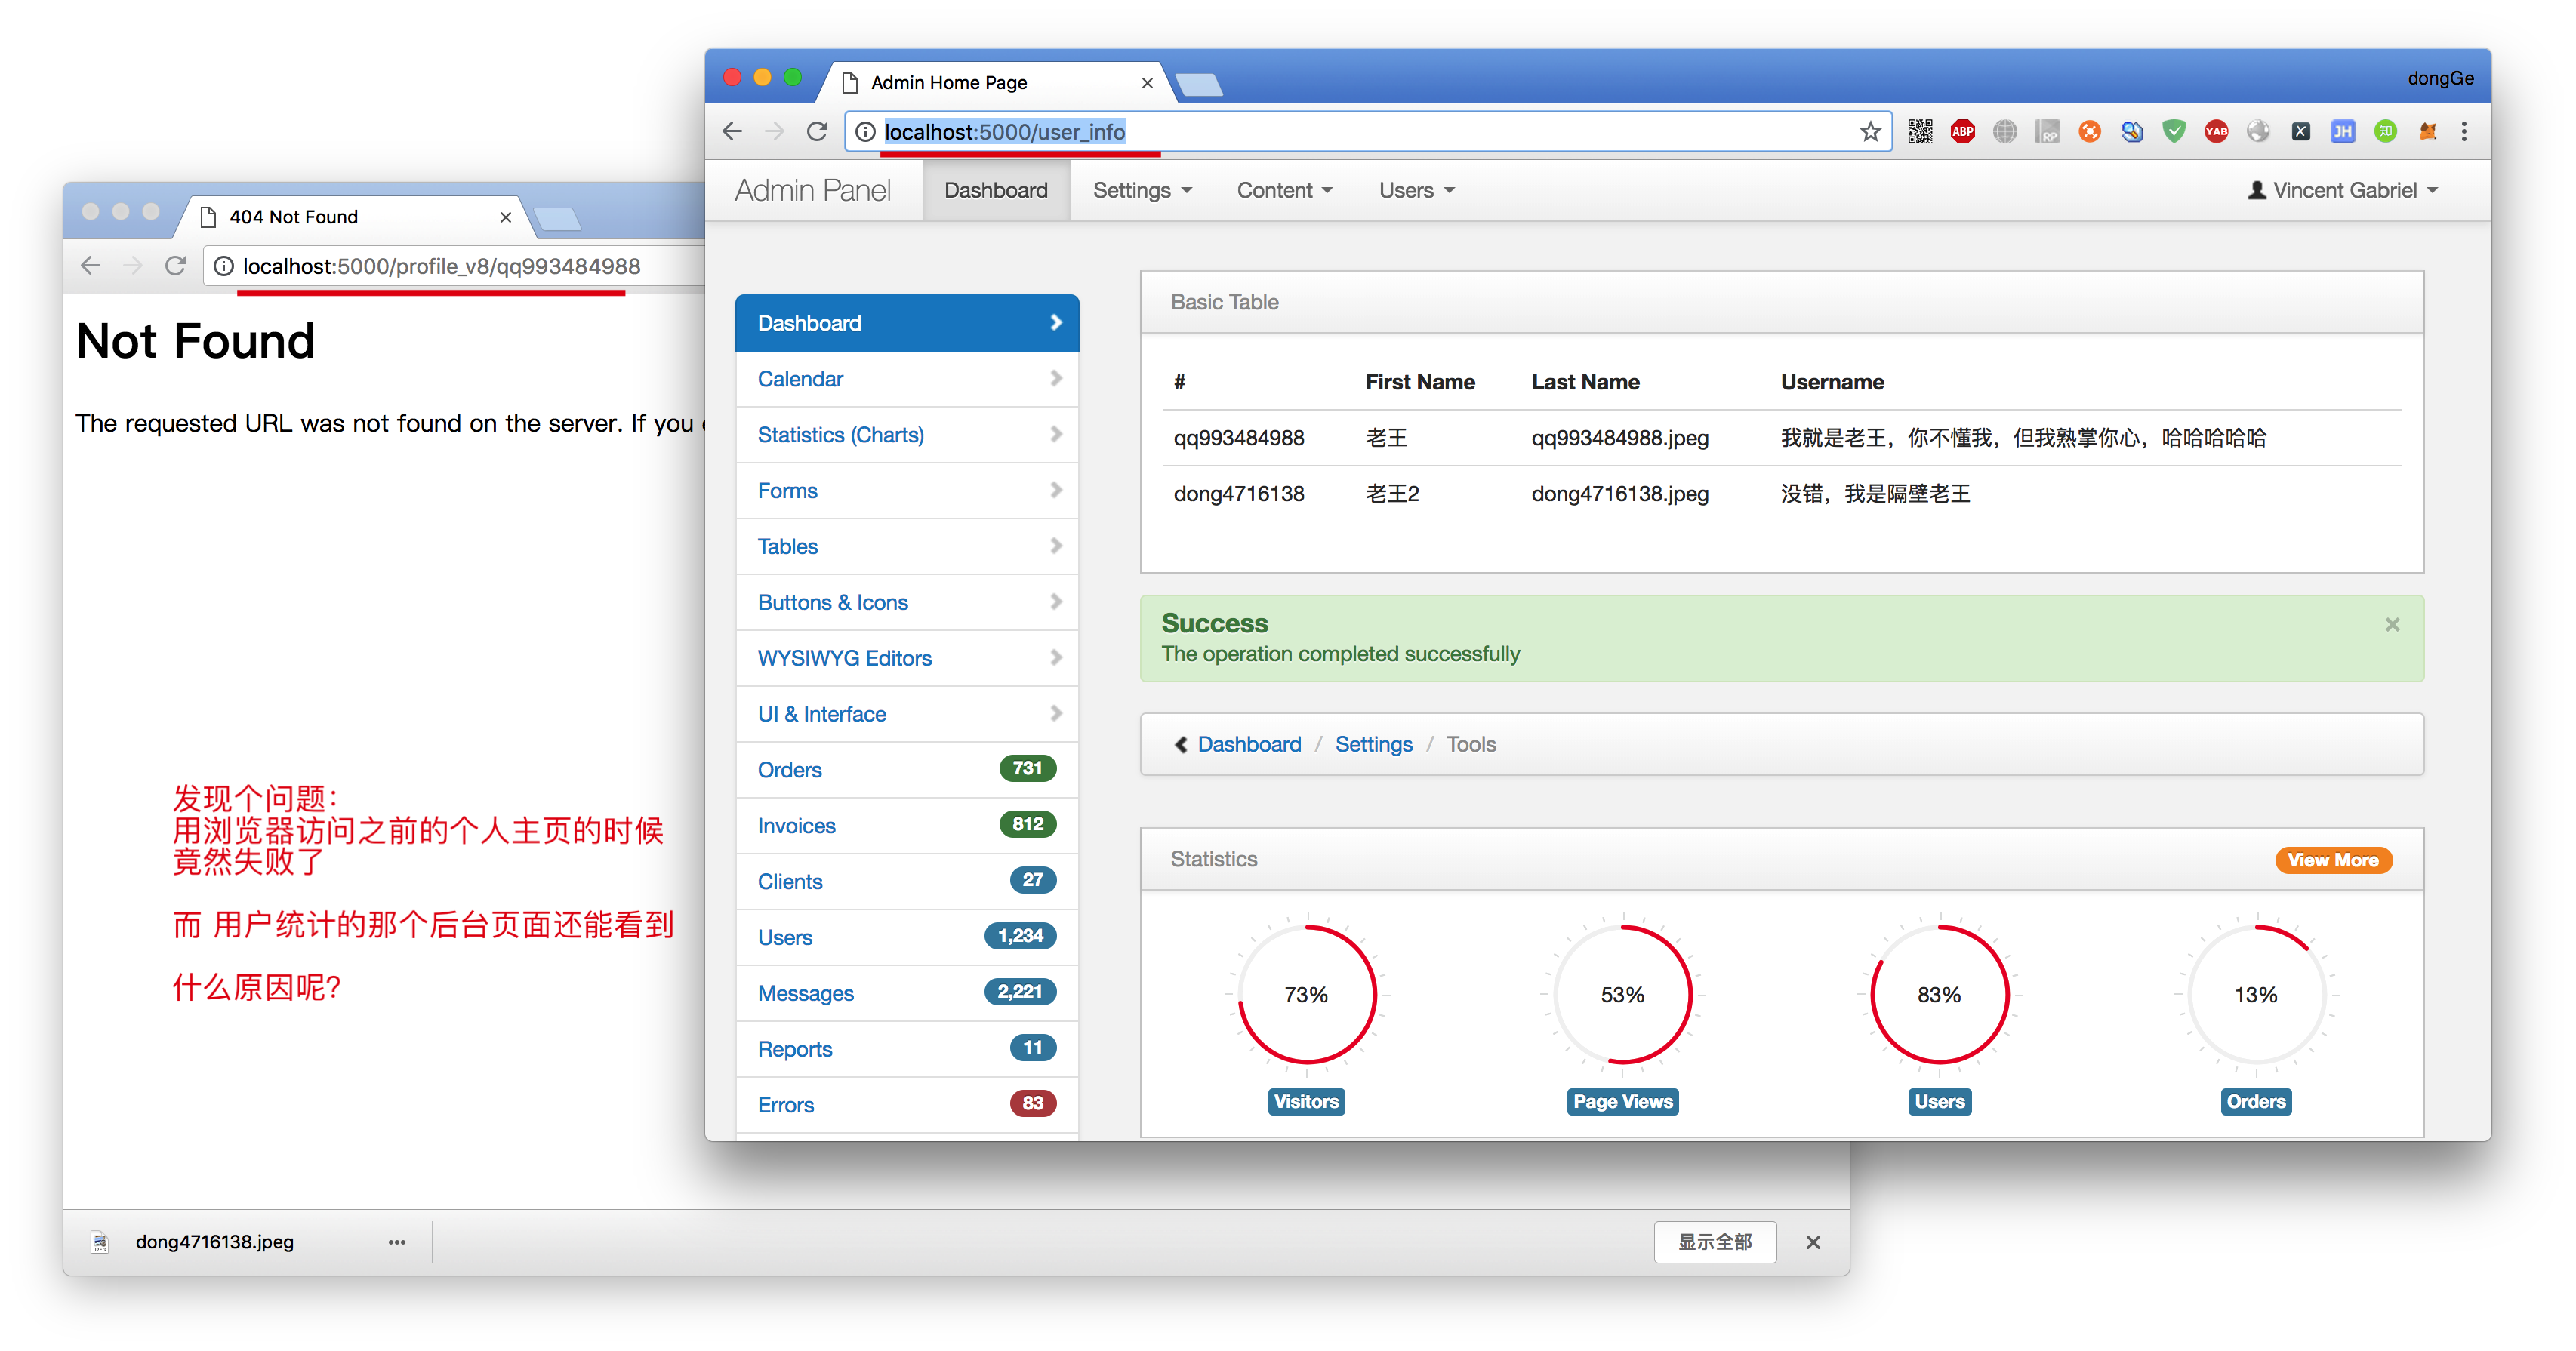 404 Not Found
localhost:5000/profile_v8/qq993484988
Not Found
The requested URL was not found on the server. If you
发现个问题：
用浏览器访问之前的个人主页的时候
竟然失败了
而 用户统计的那个后台页面还能看到
什么原因呢？
dong4716138.jpeg
显示全部
Admin Home Page
dongGe
localhost:5000/user_info
ABP
RP
YAB
X
JH
知
Admin Panel
Dashboard
Settings
Content
Users
Vincent Gabriel
Dashboard
Calendar
Statistics (Charts)
Forms
Tables
Buttons & Icons
WYSIWYG Editors
UI & Interface
Orders 731
Invoices 812
Clients 27
Users 1,234
Messages 2,221
Reports 11
Errors 83
Basic Table
# First Name Last Name Username
qq993484988 老王 qq993484988.jpeg 我就是老王，你不懂我，但我熟掌你心，哈哈哈哈哈
dong4716138 老王2 dong4716138.jpeg 没错，我是隔壁老王
Success
The operation completed successfully
Dashboard / Settings / Tools
Statistics
View More
73% 53% 83% 13%
Visitors Page Views Users Orders